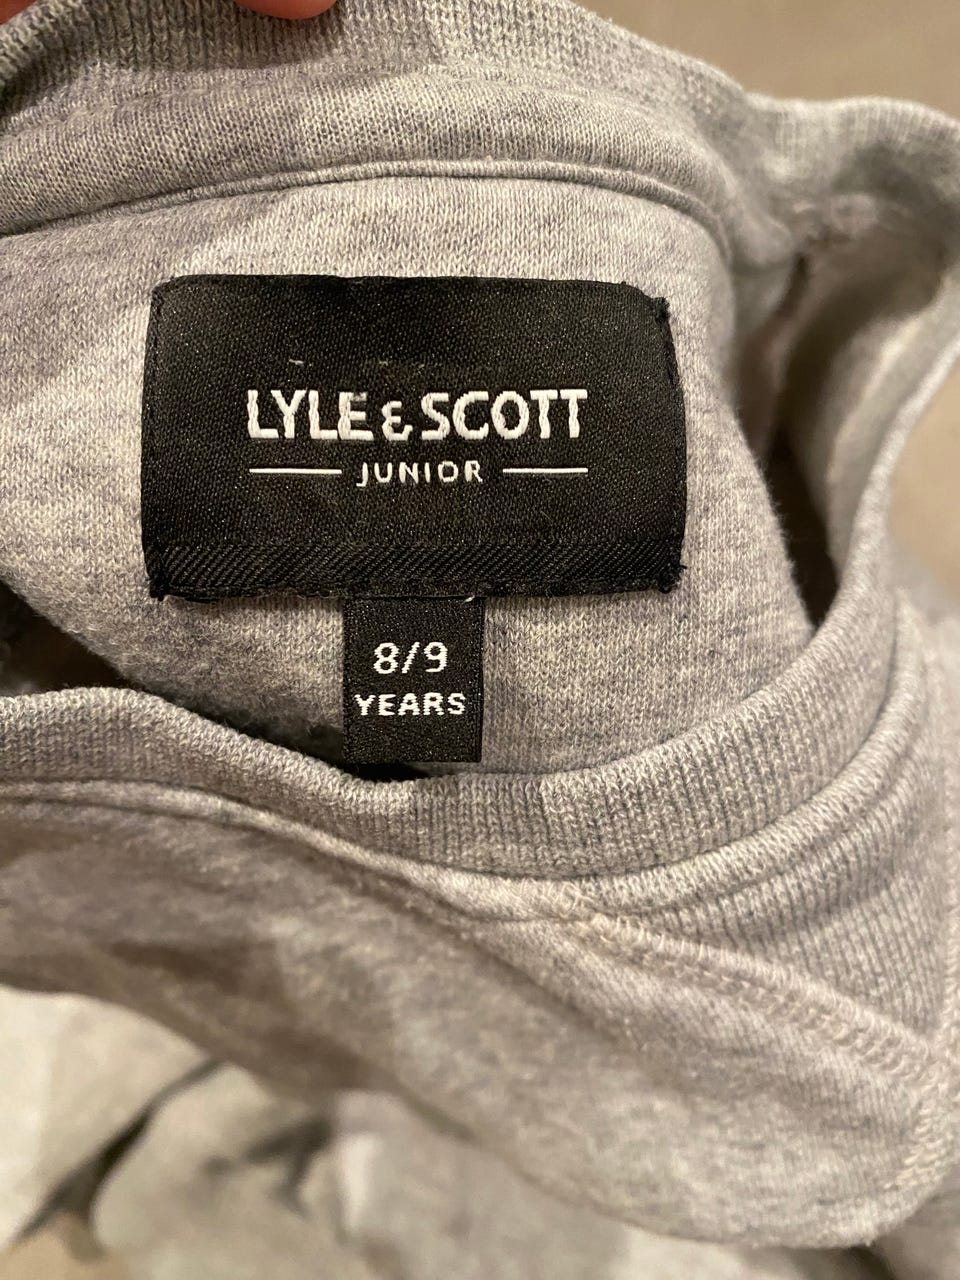 LYLE & SCOTT
JUNIOR
8/9
YEARS